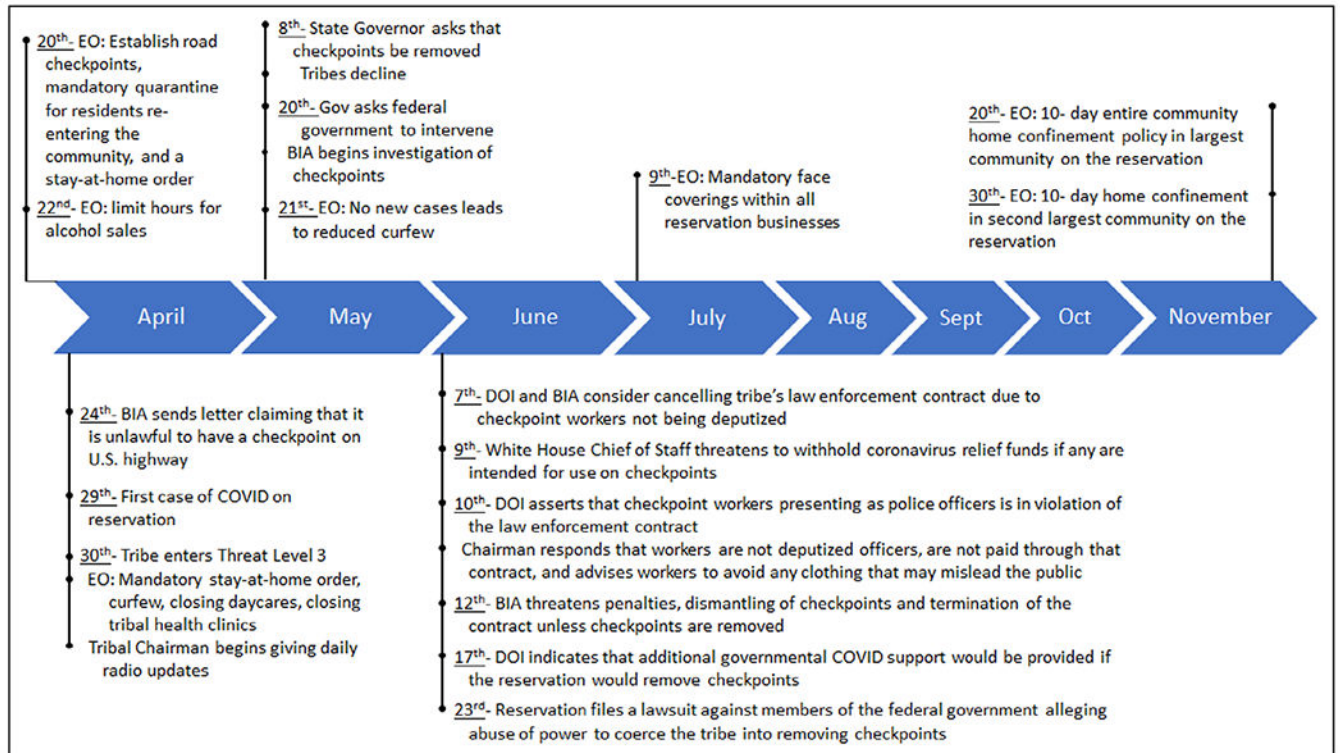 20th- EO: Establish road
checkpoints,
mandatory quarantine
for residents re-
entering the
community, and a
stay-at-home order
22nd- EO: limit hours for
alcohol sales
8th- State Governor asks that
checkpoints be removed
Tribes decline
20th- Gov asks federal
government to intervene
BIA begins investigation of
checkpoints
21st- EO: No new cases leads
to reduced curfew
9th-EO: Mandatory face
coverings within all
reservation businesses
20th- EO: 10- day entire community
home confinement policy in largest
community on the reservation
30th- EO: 10- day home confinement
in second largest community on the
reservation
April
May
June
July
Aug
Sept
Oct
November
24th- BIA sends letter claiming that it
is unlawful to have a checkpoint on
U.S. highway
29th- First case of COVID on
reservation
30th- Tribe enters Threat Level 3
EO: Mandatory stay-at-home order,
curfew, closing daycares, closing
tribal health clinics
Tribal Chairman begins giving daily
radio updates
7th- DOI and BIA consider cancelling tribe's law enforcement contract due to
checkpoint workers not being deputized
9th- White House Chief of Staff threatens to withhold coronavirus relief funds if any are
intended for use on checkpoints
10th- DOI asserts that checkpoint workers presenting as police officers is in violation of
the law enforcement contract
Chairman responds that workers are not deputized officers, are not paid through that
contract, and advises workers to avoid any clothing that may mislead the public
12th- BIA threatens penalties, dismantling of checkpoints and termination of the
contract unless checkpoints are removed
17th- DOI indicates that additional governmental COVID support would be provided if
the reservation would remove checkpoints
23rd- Reservation files a lawsuit against members of the federal government alleging
abuse of power to coerce the tribe into removing checkpoints